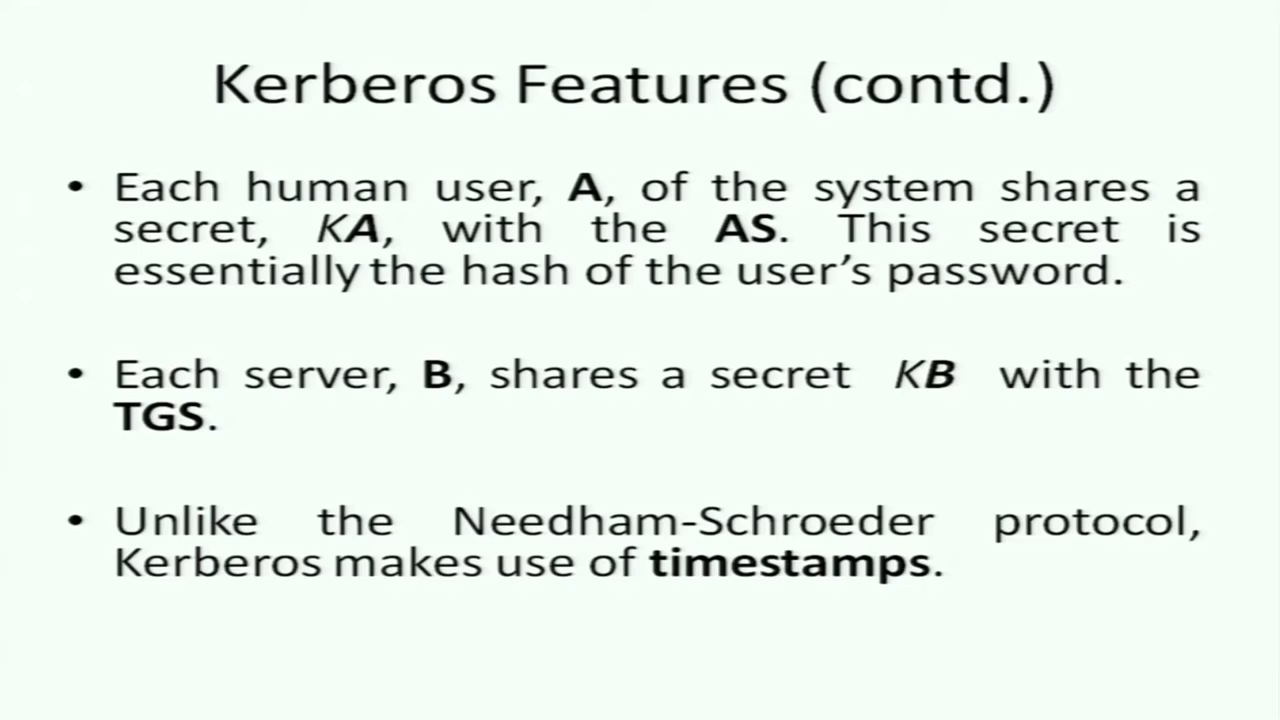 Kerberos Features (contd.)
• Each human user, A, of the system shares a
secret, KA, with the AS. This secret is
essentially the hash of the user's password.
• Each server, B, shares a secret KB with the
TGS.
• Unlike the Needham-Schroeder protocol,
Kerberos makes use of timestamps.